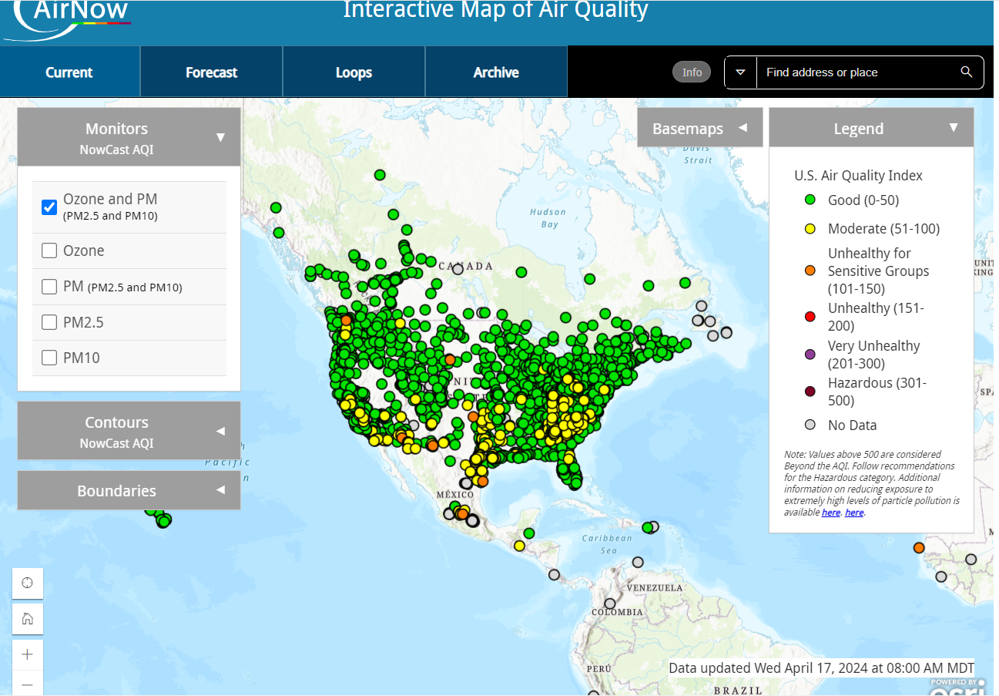 AirNow
Interactive Map of Air Quality
Current
Forecast
Loops
Archive
Info
Find address or place
Monitors
NowCast AQI
Ozone and PM
(PM2.5 and PM10)
Ozone
PM (PM2.5 and PM10)
PM2.5
PM10
Contours
NowCast AQI
Boundaries
Basemaps
Legend
U.S. Air Quality Index
Good (0-50)
Moderate (51-100)
Unhealthy for
Sensitive Groups
(101-150)
Unhealthy (151-
200)
Very Unhealthy
(201-300)
Hazardous (301-
500)
No Data
Note: Values above 500 are considered
Beyond the AQI. Follow recommendations
for the Hazardous category. Additional
information on reducing exposure to
extremely high levels of particle pollution is
available here. here.
Davis
Strait
Hudson
Bay
CANADA
MÉXICO
Pacific
Caribbean
Sea
VENEZUELA
COLOMBIA
PERÚ
BRAZIL
Data updated Wed April 17, 2024 at 08:00 AM MDT
POWERED BY
esri